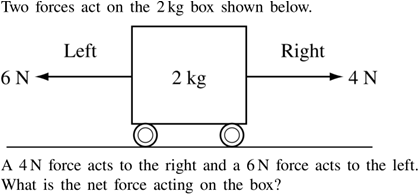 Two forces act on the 2 kg box shown below.
Left
Right
6 N
2 kg
4 N
A 4 N force acts to the right and a 6 N force acts to the left.
What is the net force acting on the box?